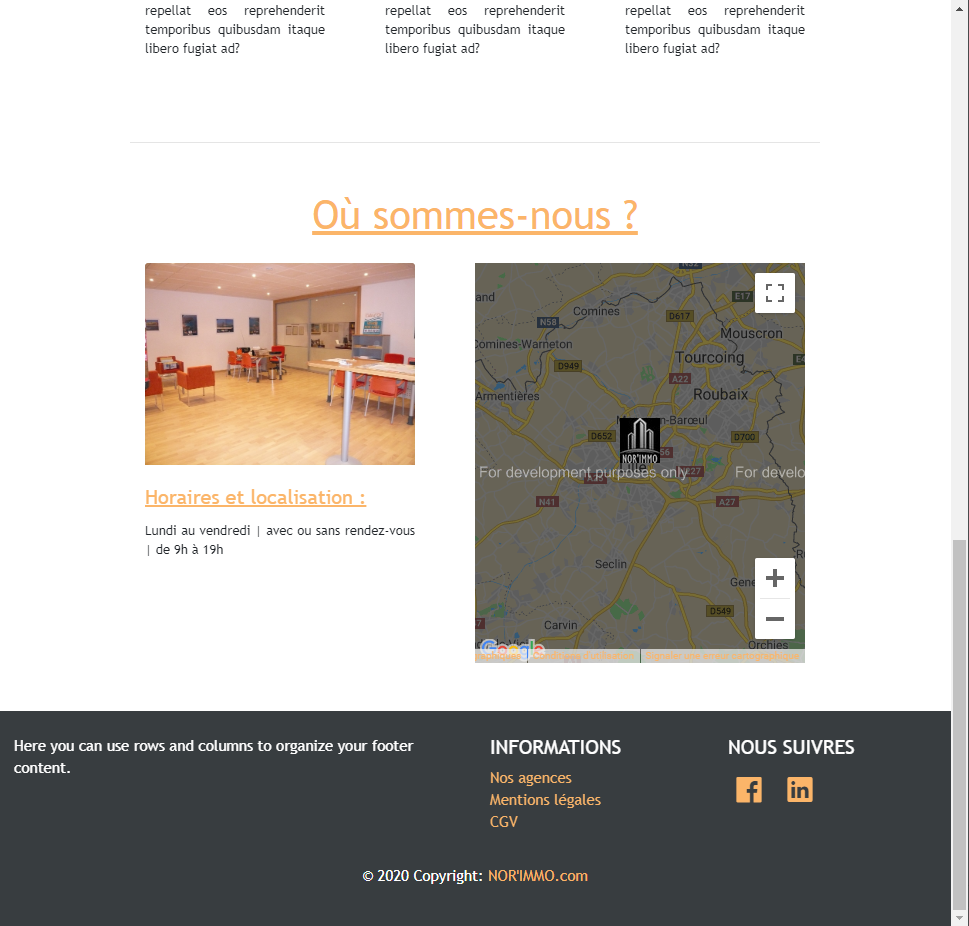 repellat eos reprehenderit
temporibus quibusdam itaque
libero fugiat ad?
repellat eos reprehenderit
temporibus quibusdam itaque
libero fugiat ad?
repellat eos reprehenderit
temporibus quibusdam itaque
libero fugiat ad?
Où sommes-nous ?
Horaires et localisation :
Lundi au vendredi | avec ou sans rendez-vous
| de 9h à 19h
N32
and
E17
Comines
D617
N58
Mouscron
Comines-Warneton
Tourcoing
D949
A22
Armentières
Roubaix
-Barœul
D652
D700
NOR'IMMO
For development purposes only
For develo
A25
A27
N41
Seclin
D549
Carvin
Orchies
Google
Here you can use rows and columns to organize your footer
content.
INFORMATIONS
Nos agences
Mentions légales
CGV
NOUS SUIVRES
© 2020 Copyright: NOR'IMMO.com